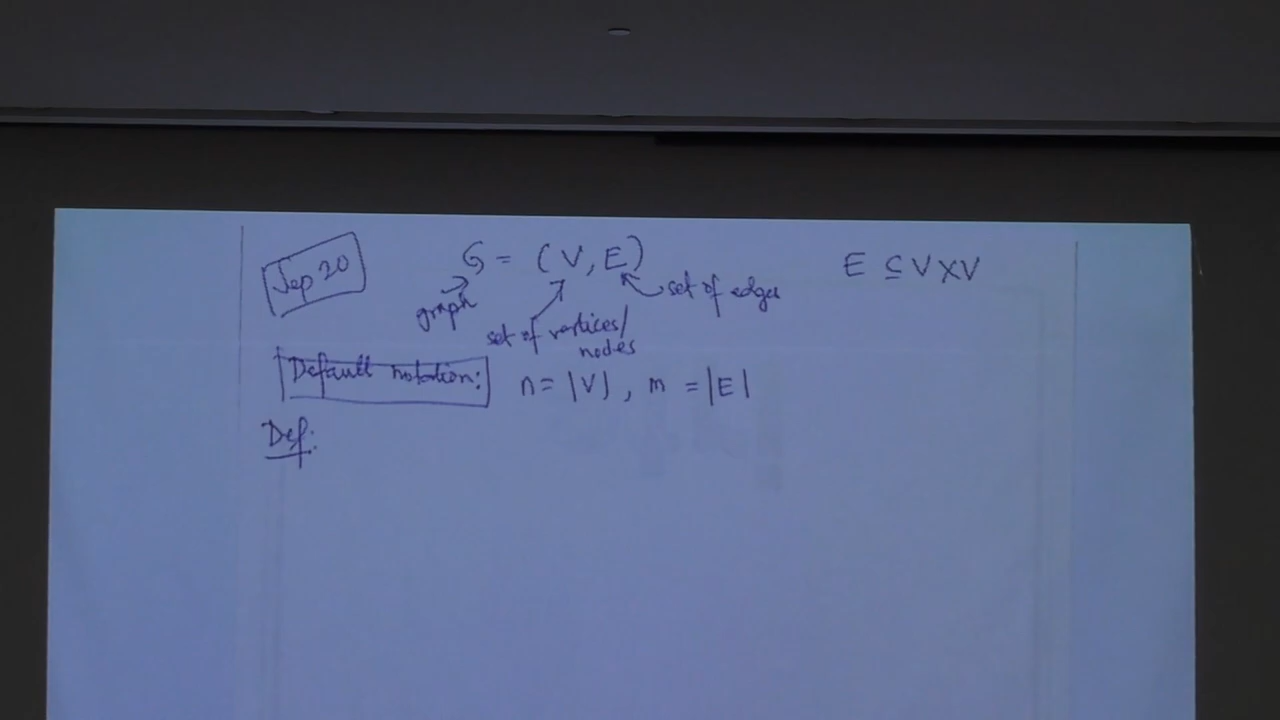 Sep 20
G = (V, E)
E ⊆ V X V
graph
set of edges
set of vertices/
nodes
Default notation:
n = |V|, m = |E|
Def: